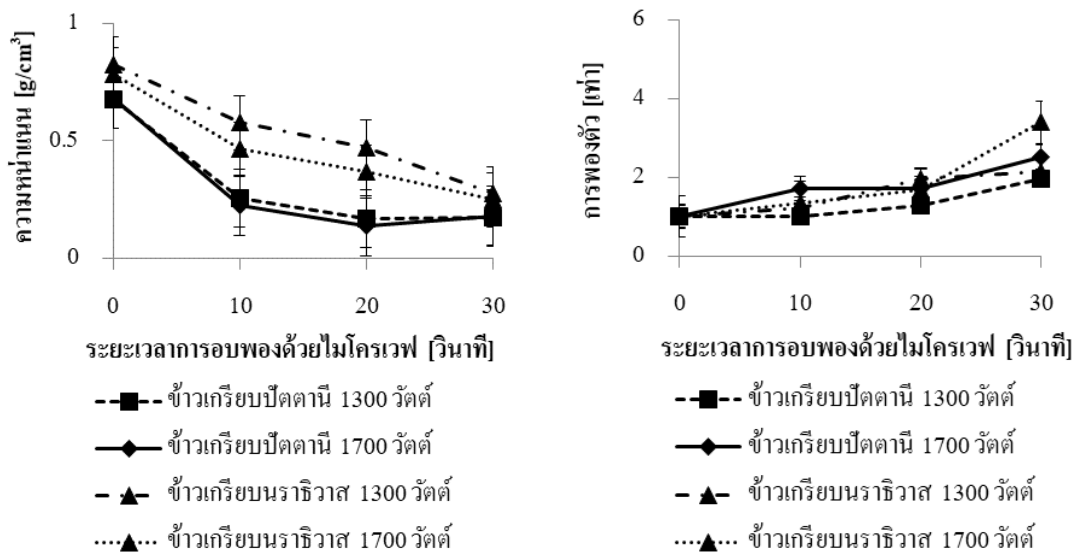 ความหนาแนน [g/cm³]
1
0.5
0
0
10
20
30
ระยะเวลาการอบพองด้วยไมโครเวฟ [วินาที]
ข้าวเกรียบปัตตานี 1300 วัตต์
ข้าวเกรียบปัตตานี 1700 วัตต์
ข้าวเกรียบนราธิวาส 1300 วัตต์
ข้าวเกรียบนราธิวาส 1700 วัตต์
การพองตัว [เท่า]
6
4
2
0
0
10
20
30
ระยะเวลาการอบพองด้วยไมโครเวฟ [วินาที]
ข้าวเกรียบปัตตานี 1300 วัตต์
ข้าวเกรียบปัตตานี 1700 วัตต์
ข้าวเกรียบนราธิวาส 1300 วัตต์
ข้าวเกรียบนราธิวาส 1700 วัตต์